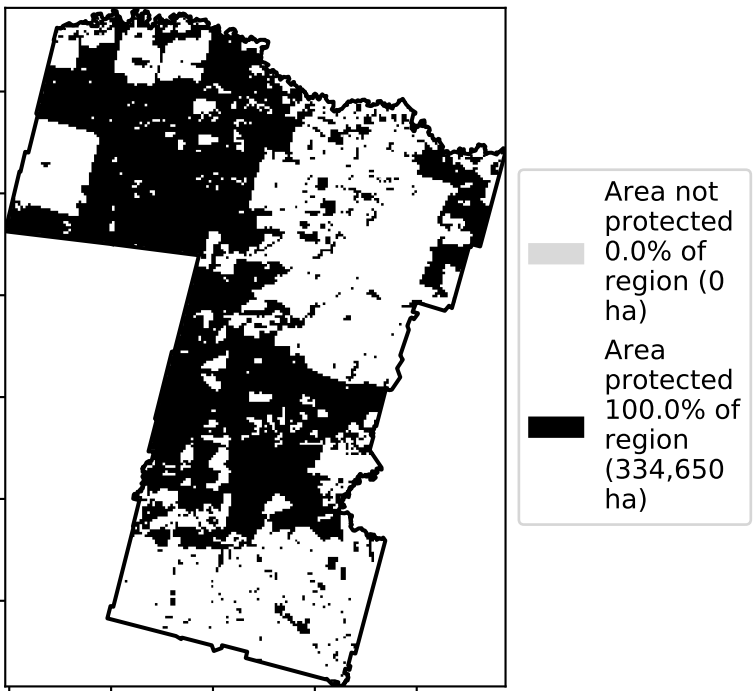 Area not
protected
0.0% of
region (0
ha)
Area
protected
100.0% of
region
(334,650
ha)